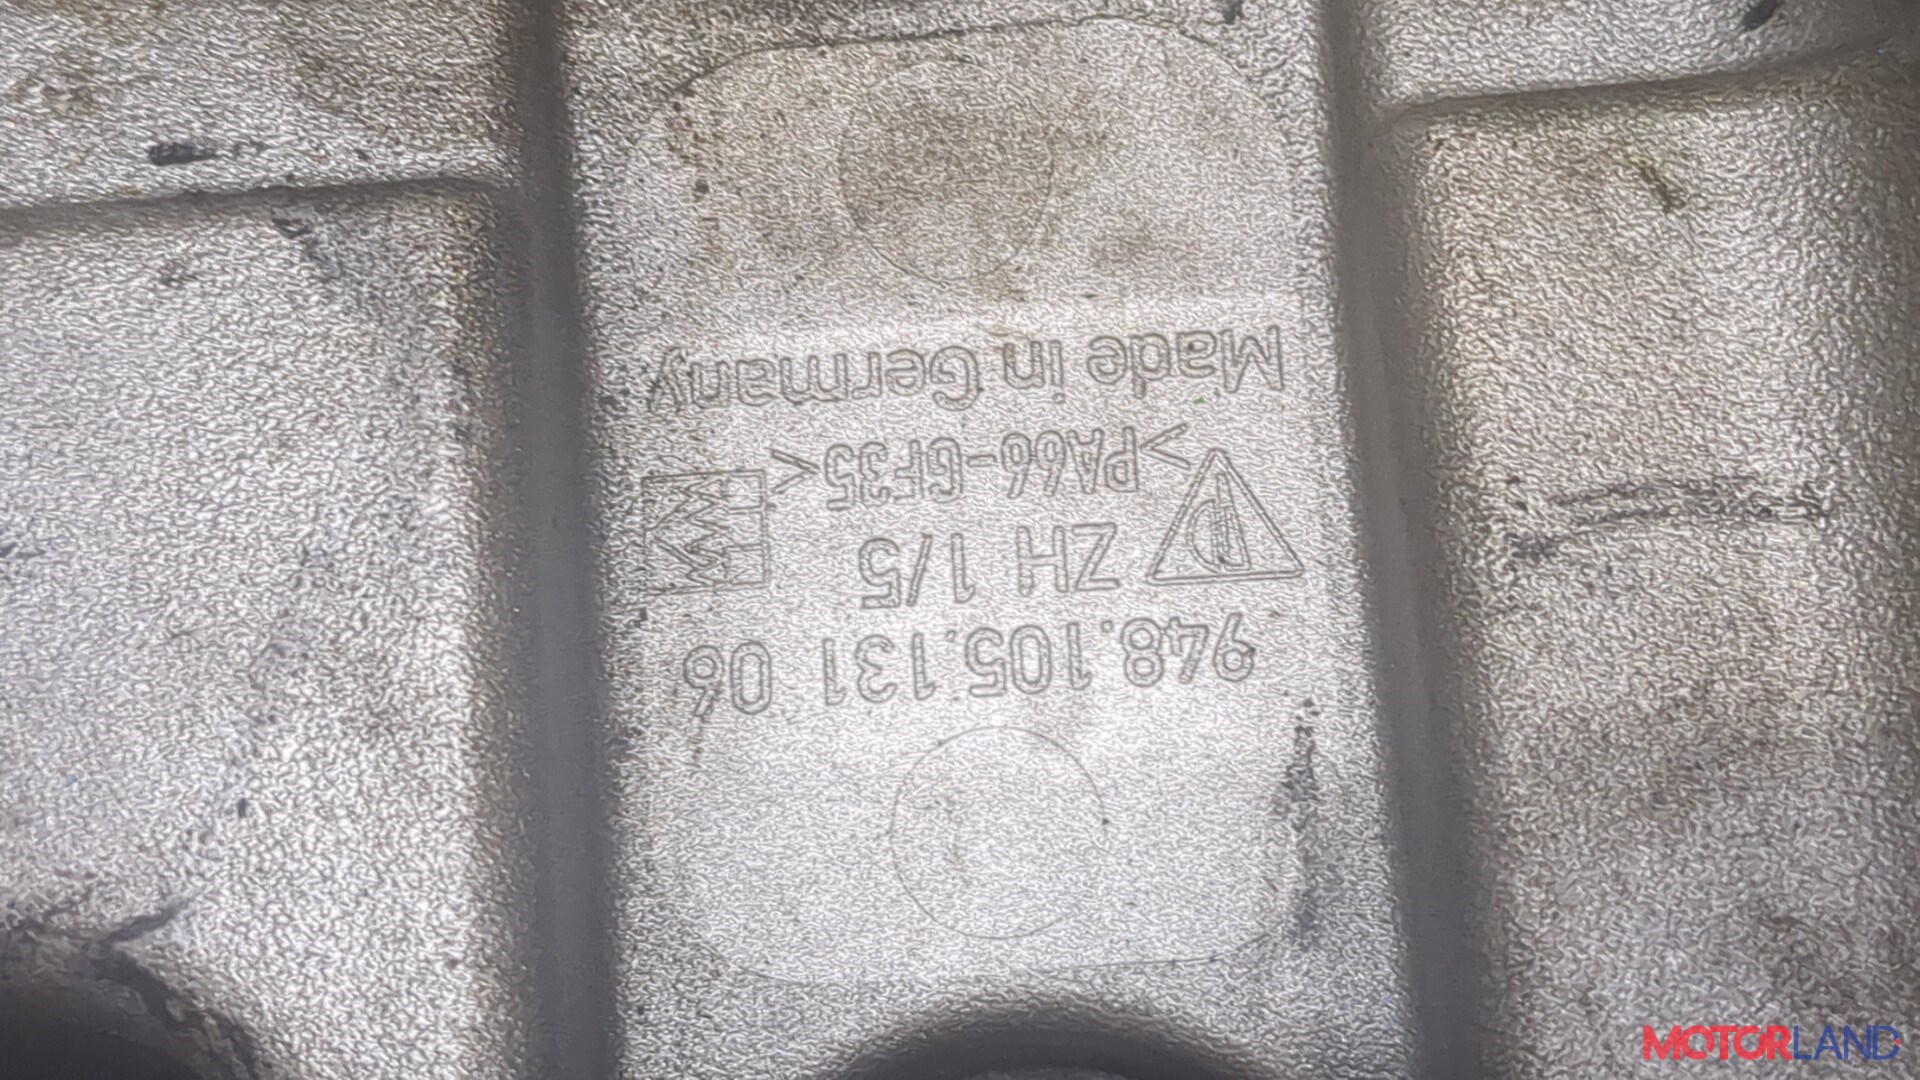 948.105.131 06
ZH 1/5
>PA66-GF35<
Made in Germany
MOTORLAND